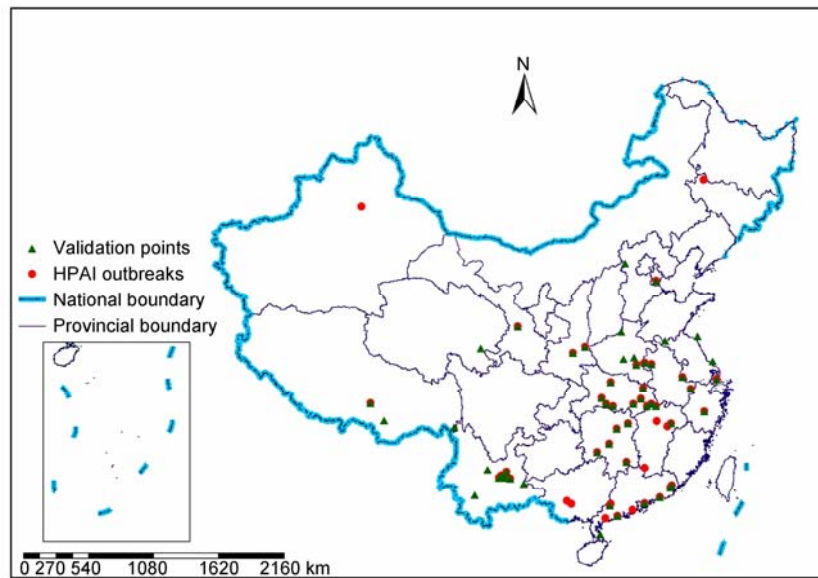 N
Validation points
HPAI outbreaks
National boundary
Provincial boundary
0 270 540 1080 1620 2160 km